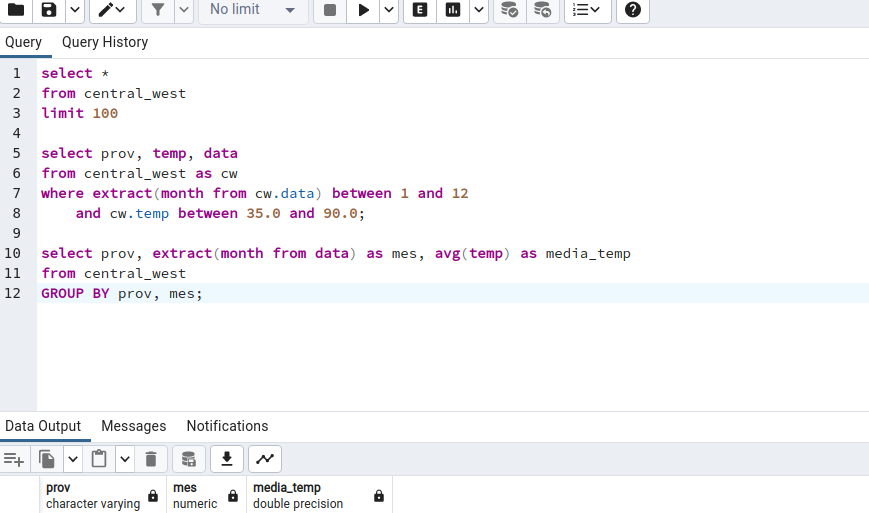 No limit
E
Query Query History
1 select *
2 from central_west
3 limit 100
4
5 select prov, temp, data
6 from central_west as cw
7 where extract(month from cw.data) between 1 and 12
8 and cw.temp between 35.0 and 90.0;
9
10 select prov, extract(month from data) as mes, avg(temp) as media_temp
11 from central_west
12 GROUP BY prov, mes;
Data Output Messages Notifications
prov mes media_temp
character varying numeric double precision